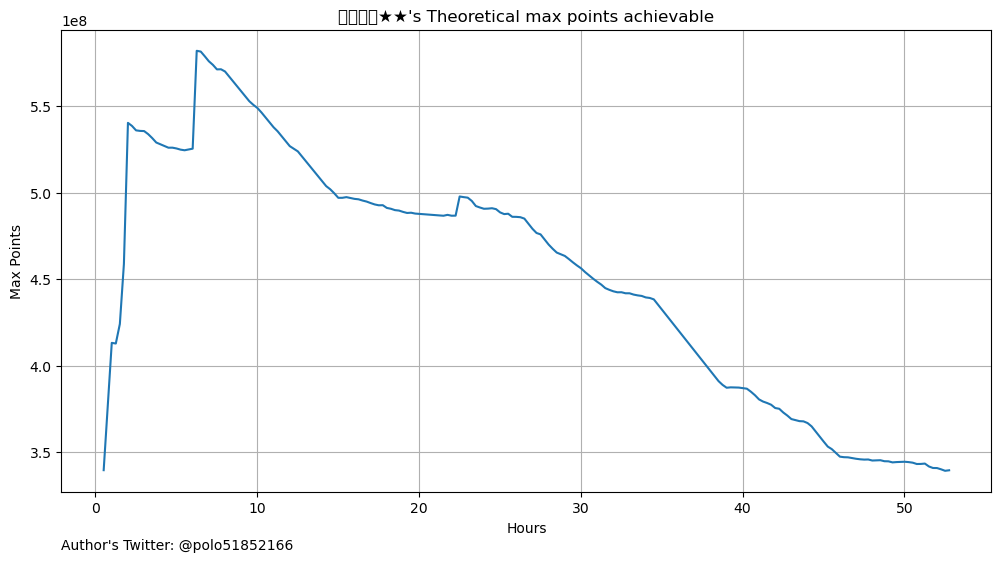 ★★'s Theoretical max points achievable
1e8
5.5
5.0
4.5
4.0
3.5
Max Points
0 10 20 30 40 50
Hours
Author's Twitter: @polo51852166